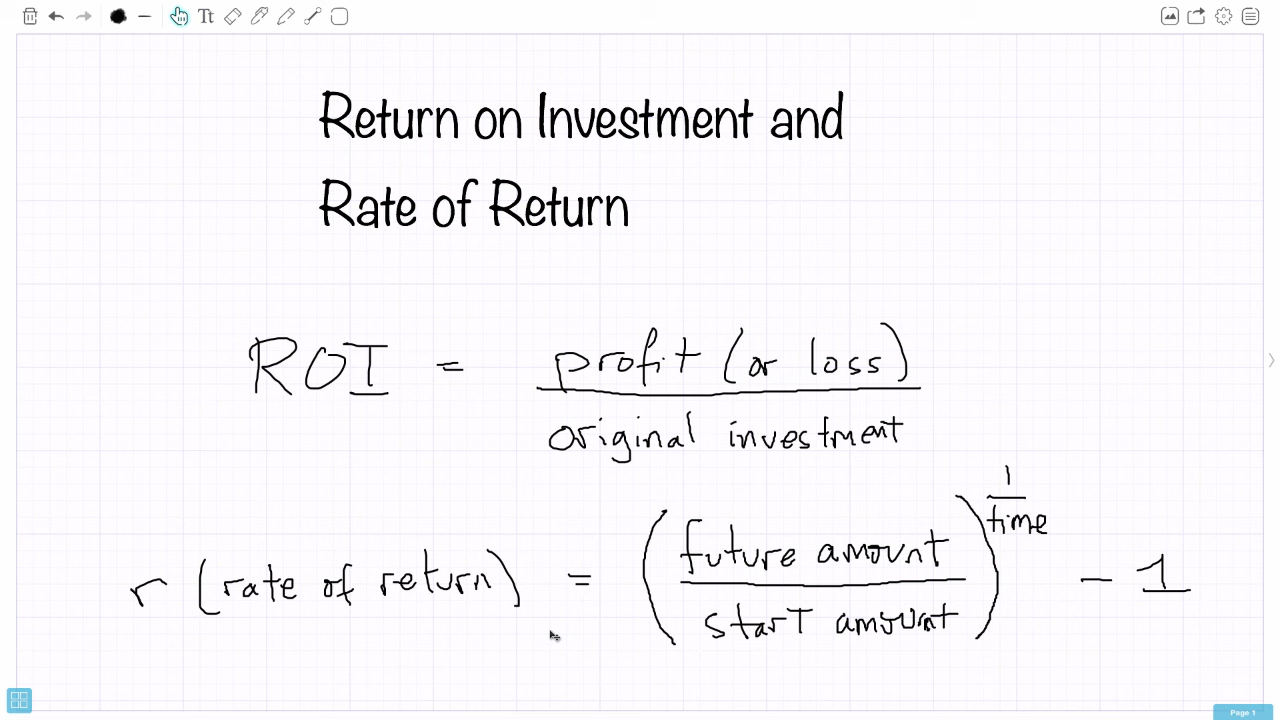 Tt
Return on Investment and
Rate of Return
ROI = profit (or loss) / original investment
r (rate of return) = (future amount / start amount)^(1/time) - 1
Page 1